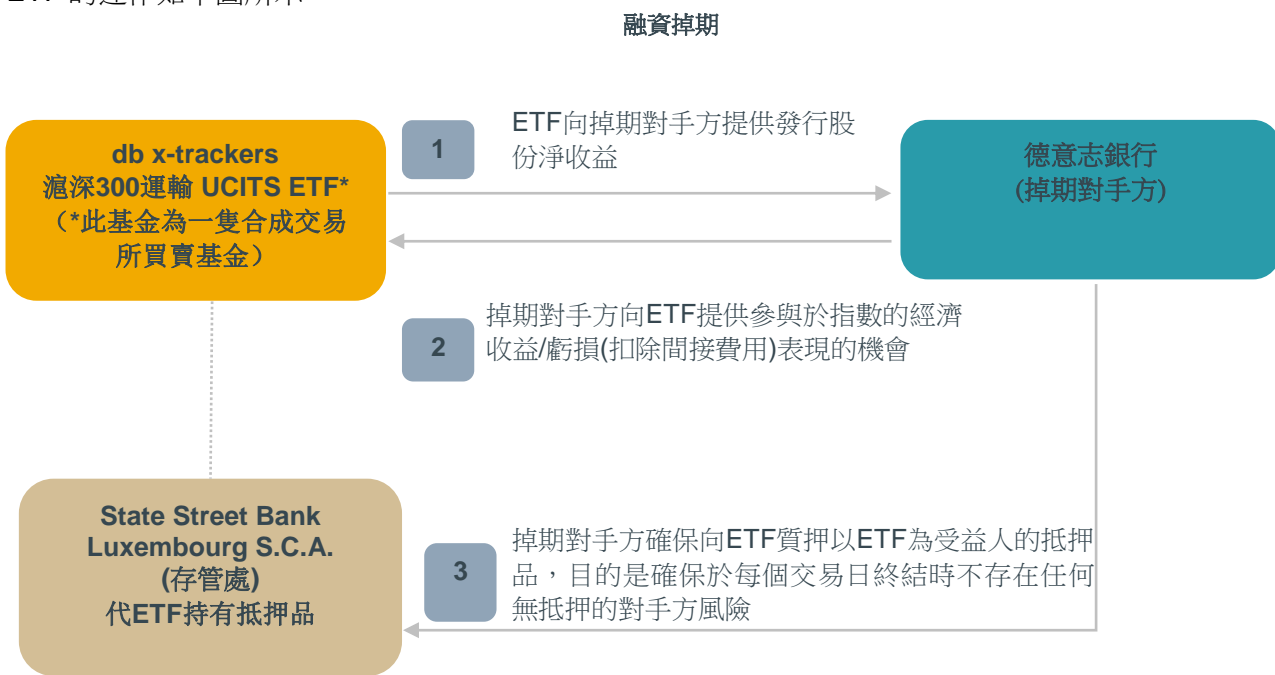 融資掉期
db x-trackers
滬深300運輸 UCITS ETF*
（*此基金為一隻合成交易
所買賣基金）
1
ETF向掉期對手方提供發行股
份淨收益
德意志銀行
(掉期對手方)
2
掉期對手方向ETF提供參與於指數的經濟
收益/虧損(扣除間接費用)表現的機會
State Street Bank
Luxembourg S.C.A.
(存管處)
代ETF持有抵押品
3
掉期對手方確保向ETF質押以ETF為受益人的抵押
品，目的是確保於每個交易日終結時不存在任何
無抵押的對手方風險